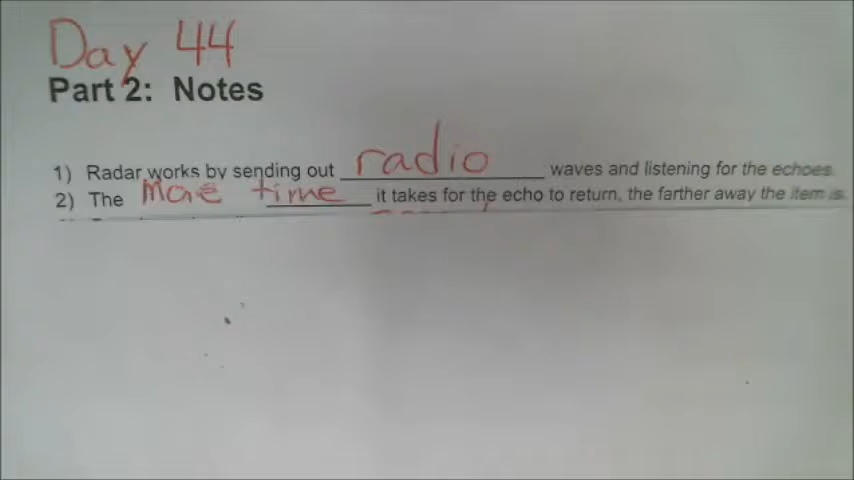 Day 44
Part 2: Notes
1) Radar works by sending out radio waves and listening for the echoes.
2) The more time it takes for the echo to return, the farther away the item is.